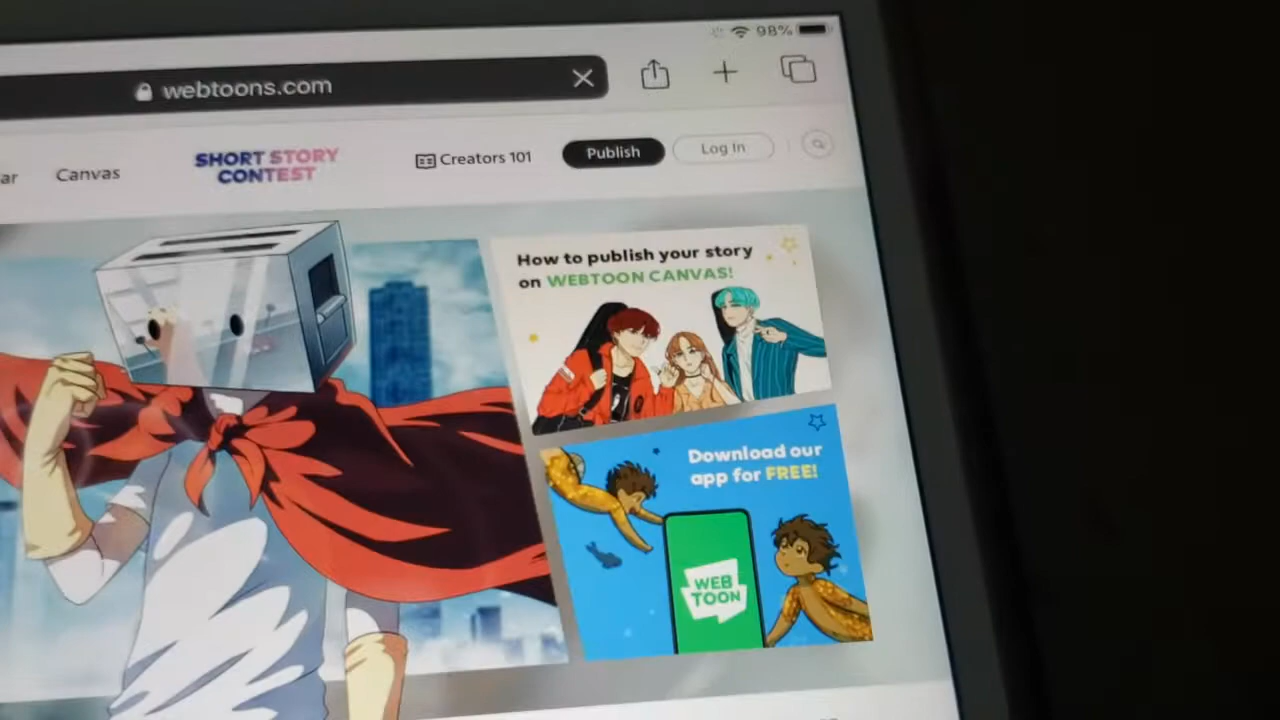 98%
webtoons.com
ar
Canvas
SHORT STORY
CONTEST
Creators 101
Publish
Log In
How to publish your story
on WEBTOON CANVAS!
Download our
app for FREE!
WEB
TOON